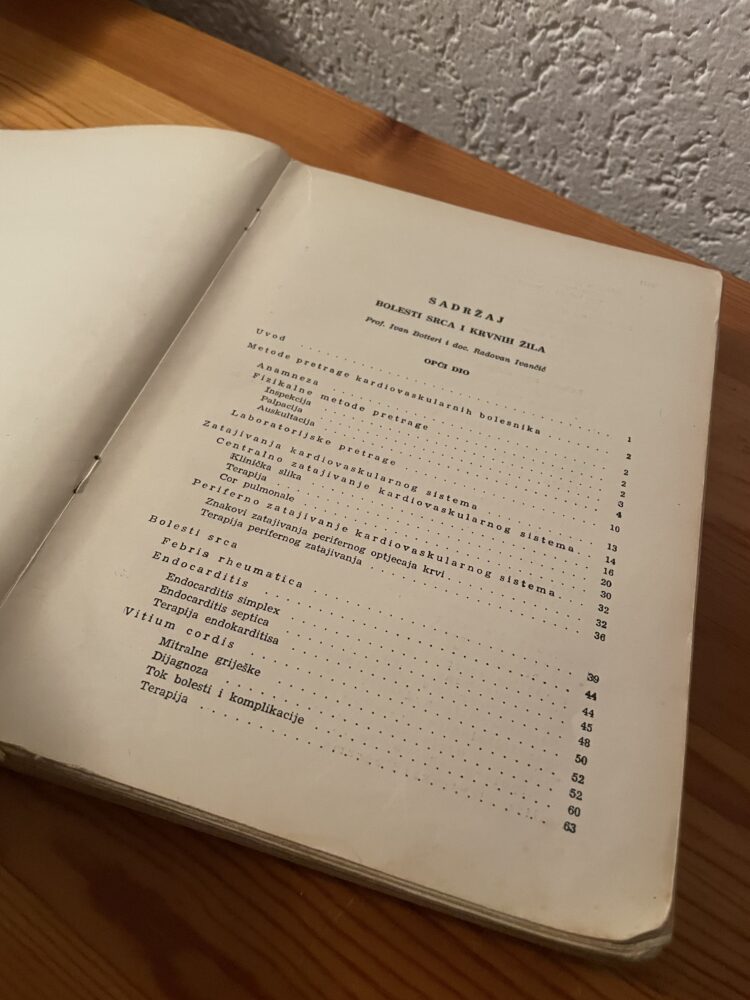 SADRŽAJ
BOLESTI SRCA I KRVNIH ŽILA
Prof. Ivan Botteri i doc. Radovan Ivančić
OPĆI DIO
Uvod 1
Metode pretrage kardiovaskularnih bolesnika 2
Anamneza 2
Fizikalne metode pretrage 2
Inspekcija 2
Palpacija 3
Auskultacija 4
Laboratorijske pretrage 10
Zatajivanja kardiovaskularnog sistema 13
Centralno zatajivanje kardiovaskularnog sistema 14
Klinička slika 16
Terapija 20
Cor pulmonale 30
Periferno zatajivanje kardiovaskularnog sistema 32
Znakovi zatajivanja perifernog optjecaja krvi 32
Terapija perifernog zatajivanja 36
Bolesti srca
Febria rheumatica 39
Endocarditis 44
Endocarditis simplex 44
Endocarditis septica 45
Terapija endokarditisa 48
Vitium cordis 50
Mitralne griješke 52
Dijagnoza 52
Tok bolesti i komplikacije 60
Terapija 63